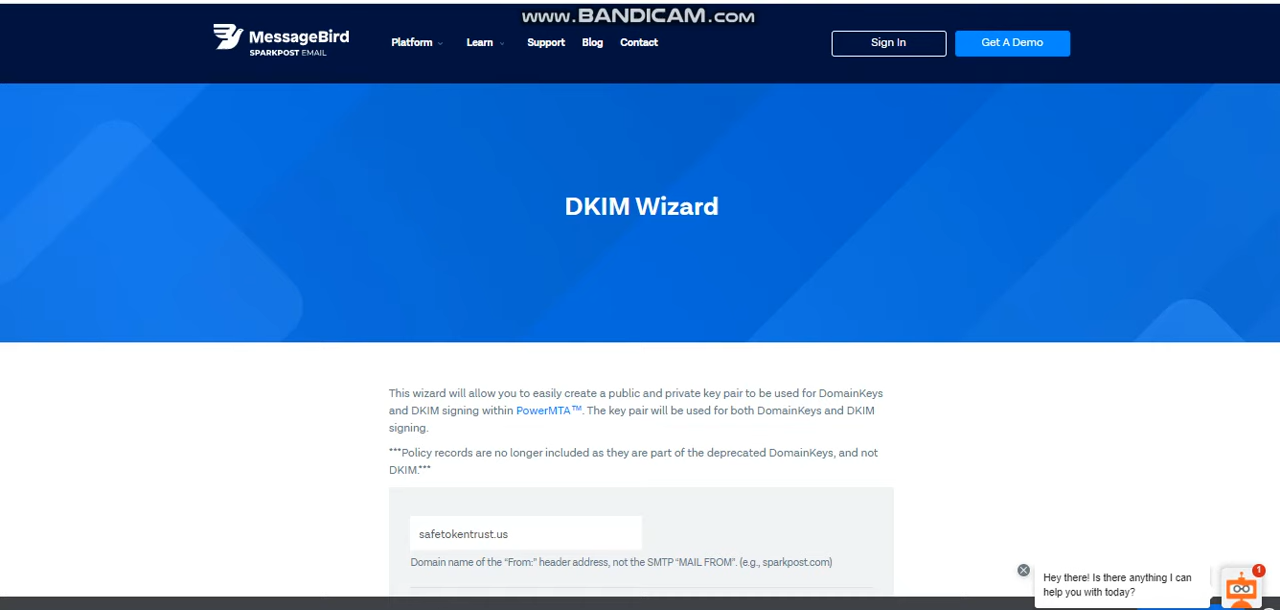 www.BANDICAM.com
MessageBird
SPARKPOST EMAIL
Platform
Learn
Support
Blog
Contact
Sign In
Get A Demo
DKIM Wizard
This wizard will allow you to easily create a public and private key pair to be used for DomainKeys
and DKIM signing within PowerMTA™. The key pair will be used for both DomainKeys and DKIM
signing.
***Policy records are no longer included as they are part of the deprecated DomainKeys, and not
DKIM.***
safetokentrust.us
Domain name of the “From:” header address, not the SMTP “MAIL FROM”. (e.g., sparkpost.com)
Hey there! Is there anything I can
help you with today?
1